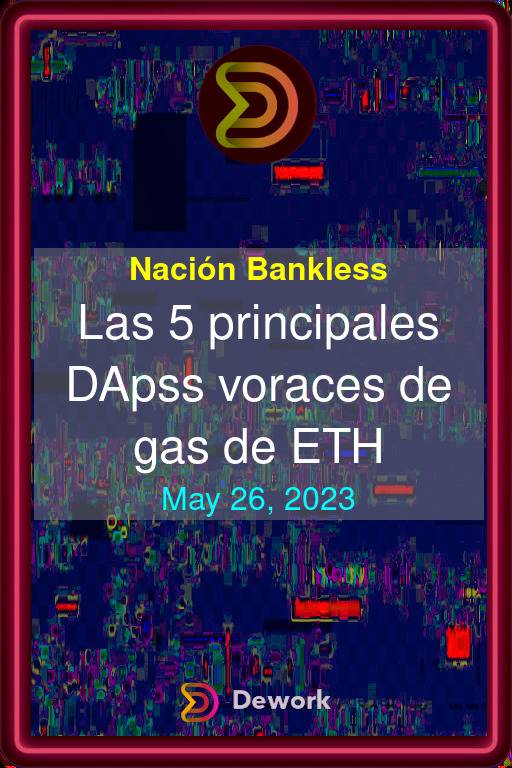 Nación Bankless
Las 5 principales
DApss voraces de
gas de ETH
May 26, 2023
Dework